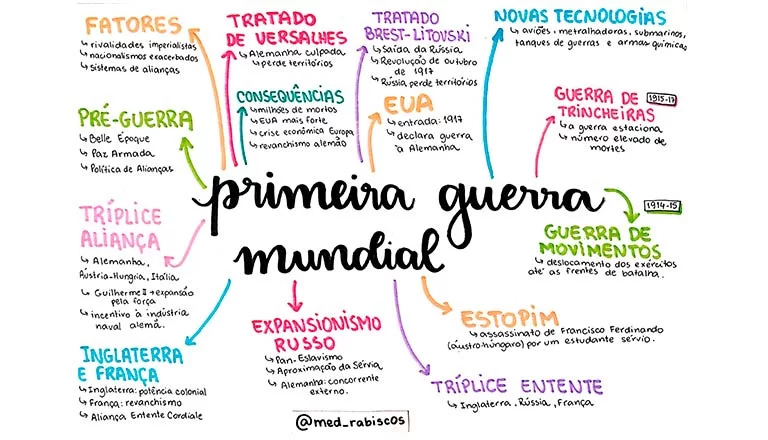 FATORES
↳ rivalidades imperialistas
↳ nacionalismos exacerbados
↳ sistemas de alianças
TRATADO
DE VERSALHES
↳ Alemanha culpada
↳ perde territórios
TRATADO
BREST-LITOVSKI
↳ Saída da Rússia
↳ Revolução de outubro
de 1917
↳ Rússia perde territórios
NOVAS TECNOLOGIAS
↳ aviões, metralhadoras, submarinos,
tanques de guerras e armas químicas
PRÉ-GUERRA
↳ Belle Époque
↳ Paz Armada
↳ Política de Alianças
CONSEQUÊNCIAS
↳ milhões de mortos
↳ EUA mais forte
↳ crise econômica Europa
↳ revanchismo alemão
EUA
↳ entrada: 1917
↳ declara guerra
à Alemanha
GUERRA DE
TRINCHEIRAS
1915-17
↳ a guerra estaciona
↳ número elevado de
mortes
primeira guerra
mundial
TRÍPLICE
ALIANÇA
↳ Alemanha,
Áustria-Hungria, Itália
↳ Guilherme II → expansão
pela força
↳ incentivo à indústria
naval alemã.
1914-15
GUERRA DE
MOVIMENTOS
↳ deslocamento dos exércitos
até as frentes de batalha.
INGLATERRA
E FRANÇA
↳ Inglaterra: potência colonial
↳ França: revanchismo
↳ Aliança Entente Cordiale
EXPANSIONISMO
RUSSO
↳ Pan-Eslavismo
↳ Aproximação da Sérvia
↳ Alemanha: concorrente
externo.
ESTOPIM
↳ assassinato de Francisco Ferdinando
(austro-húngaro) por um estudante sérvio.
TRÍPLICE ENTENTE
↳ Inglaterra, Rússia, França
@med_rabiscos